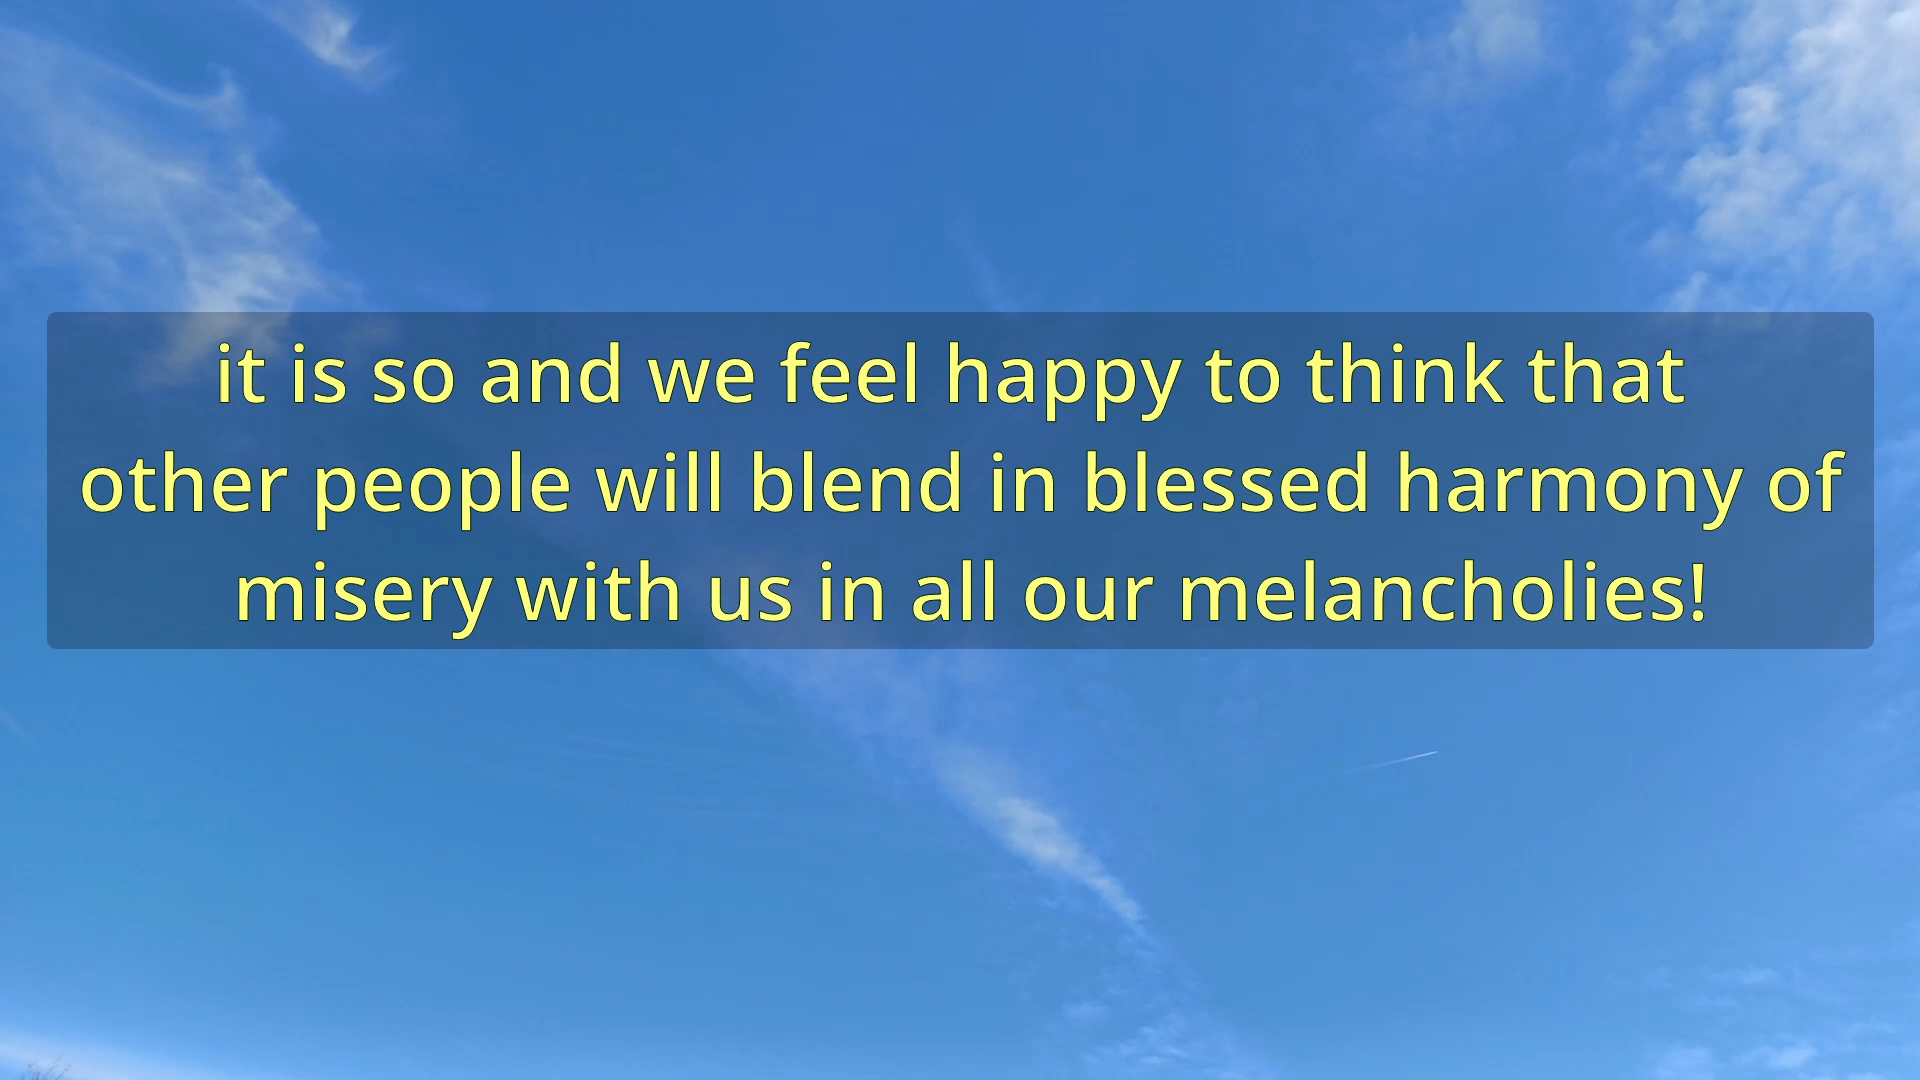 it is so and we feel happy to think that
other people will blend in blessed harmony of
misery with us in all our melancholies!